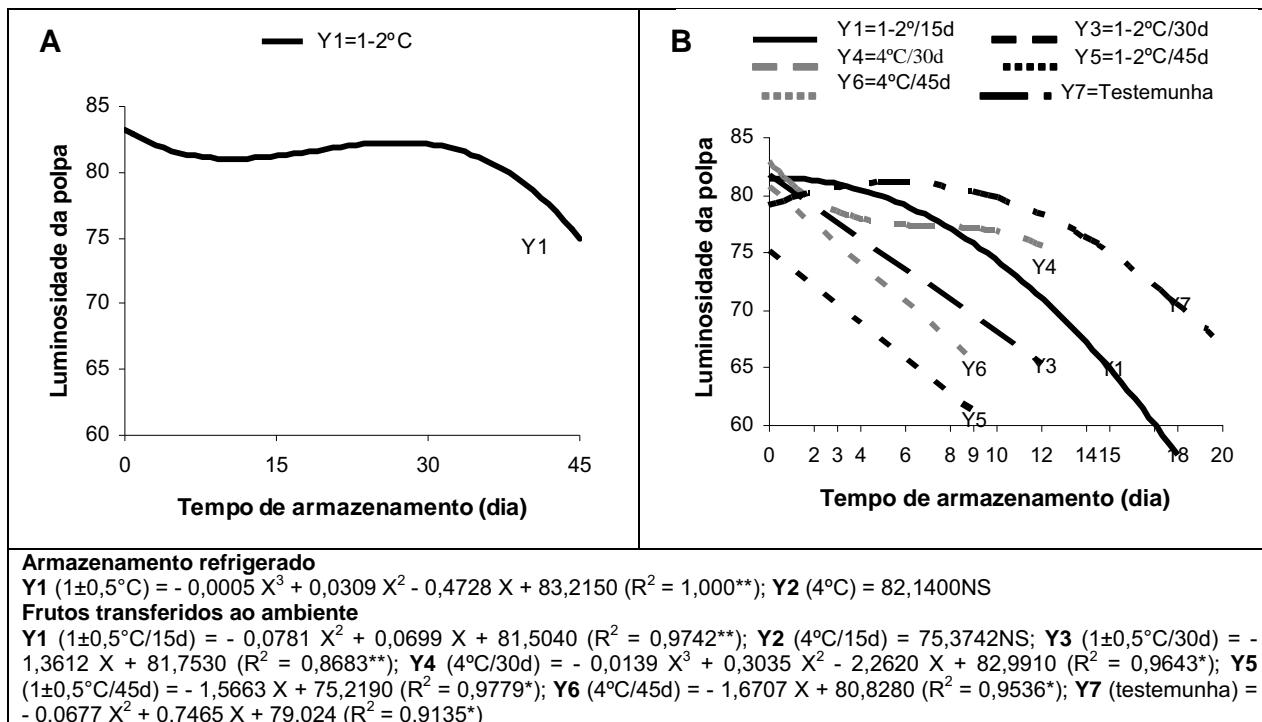 A
Y1=1-2ºC
Luminosidade da polpa
85
80
75
70
65
60
Y1
0 15 30 45
Tempo de armazenamento (dia)
B
Y1=1-2º/15d
Y3=1-2ºC/30d
Y4=4ºC/30d
Y5=1-2ºC/45d
Y6=4ºC/45d
Y7=Testemunha
Luminosidade da polpa
85
80
75
70
65
60
Y4
Y7
Y6
Y3
Y1
Y5
0 2 3 4 6 8 9 10 12 14 15 18 20
Tempo de armazenamento (dia)
Armazenamento refrigerado
Y1 (1±0,5°C) = - 0,0005 X³ + 0,0309 X² - 0,4728 X + 83,2150 (R² = 1,000**); Y2 (4ºC) = 82,1400NS
Frutos transferidos ao ambiente
Y1 (1±0,5°C/15d) = - 0,0781 X² + 0,0699 X + 81,5040 (R² = 0,9742**); Y2 (4ºC/15d) = 75,3742NS; Y3 (1±0,5°C/30d) = -
1,3612 X + 81,7530 (R² = 0,8683**); Y4 (4ºC/30d) = - 0,0139 X³ + 0,3035 X² - 2,2620 X + 82,9910 (R² = 0,9643*); Y5
(1±0,5°C/45d) = - 1,5663 X + 75,2190 (R² = 0,9779*); Y6 (4ºC/45d) = - 1,6707 X + 80,8280 (R² = 0,9536*); Y7 (testemunha) =
- 0,0677 X² + 0,7465 X + 79,024 (R² = 0,9135*)